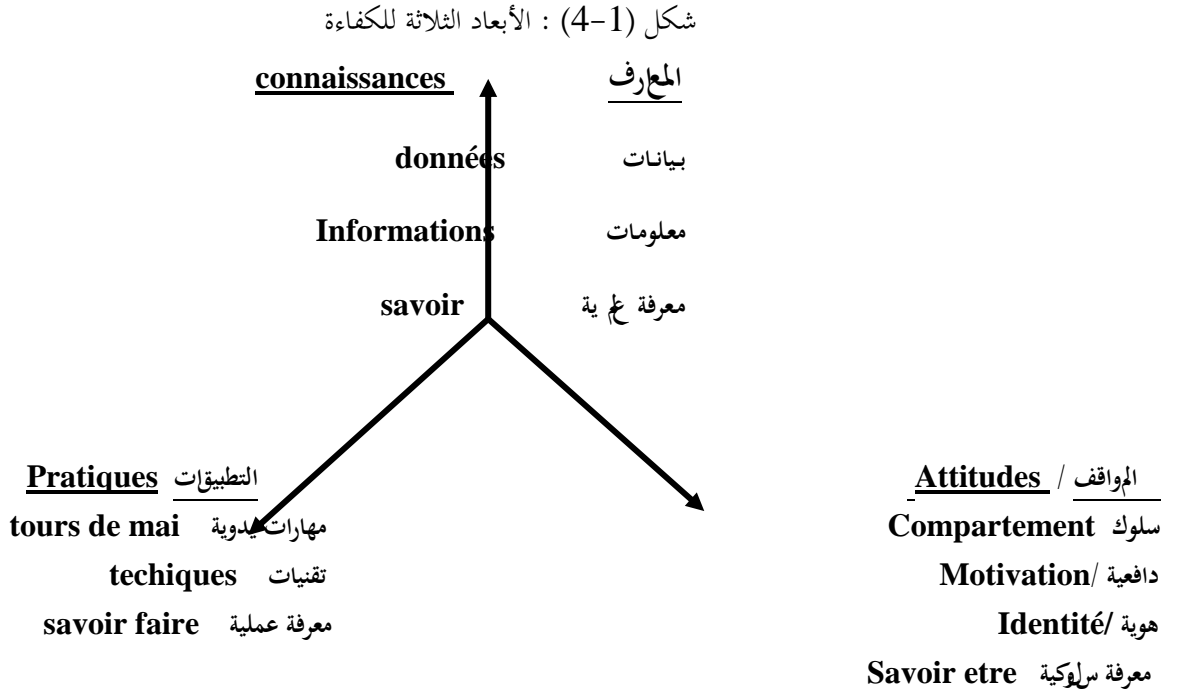 شكل (1-4) : الأبعاد الثلاثة للكفاءة
المعارف connaissances
بيانات données
معلومات Informations
معرفة علمية savoir
التطبيقات Pratiques
مهارات يدوية tours de mai
تقنيات techiques
معرفة عملية savoir faire
المواقف / Attitudes
سلوك Compartement
دافعية /Motivation
هوية /Identité
معرفة سلوكية Savoir etre